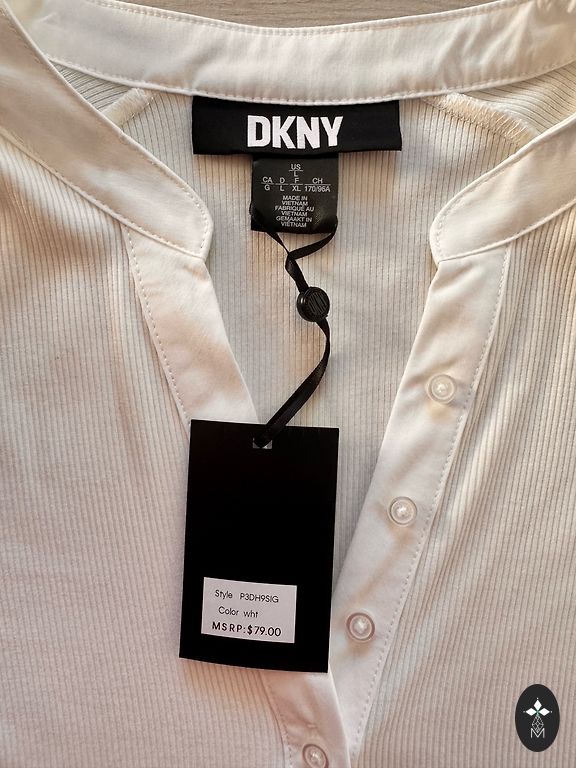 DKNY
US
L
CA D F CH
G L XL 170/96A
MADE IN
VIETNAM
FABRIQUÉ AU
VIETNAM
GEMAAKT IN
VIETNAM
Style P3DH9SIG
Color wht
MSRP:$79.00
M